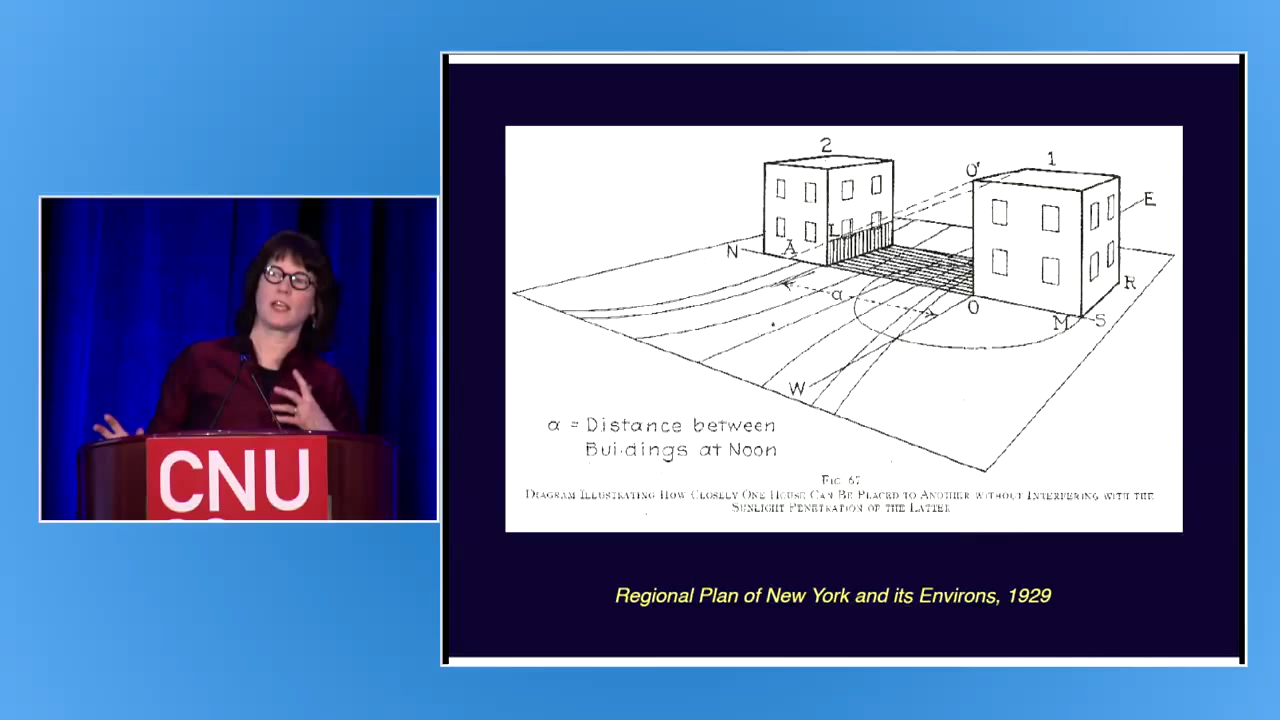 CNU
2
O'
1
E
N
A
L
α
O
R
M
S
W
α = Distance between
Buildings at Noon
FIG. 67
DIAGRAM ILLUSTRATING HOW CLOSELY ONE HOUSE CAN BE PLACED TO ANOTHER WITHOUT INTERFERING WITH THE
SUNLIGHT PENETRATION OF THE LATTER
Regional Plan of New York and its Environs, 1929